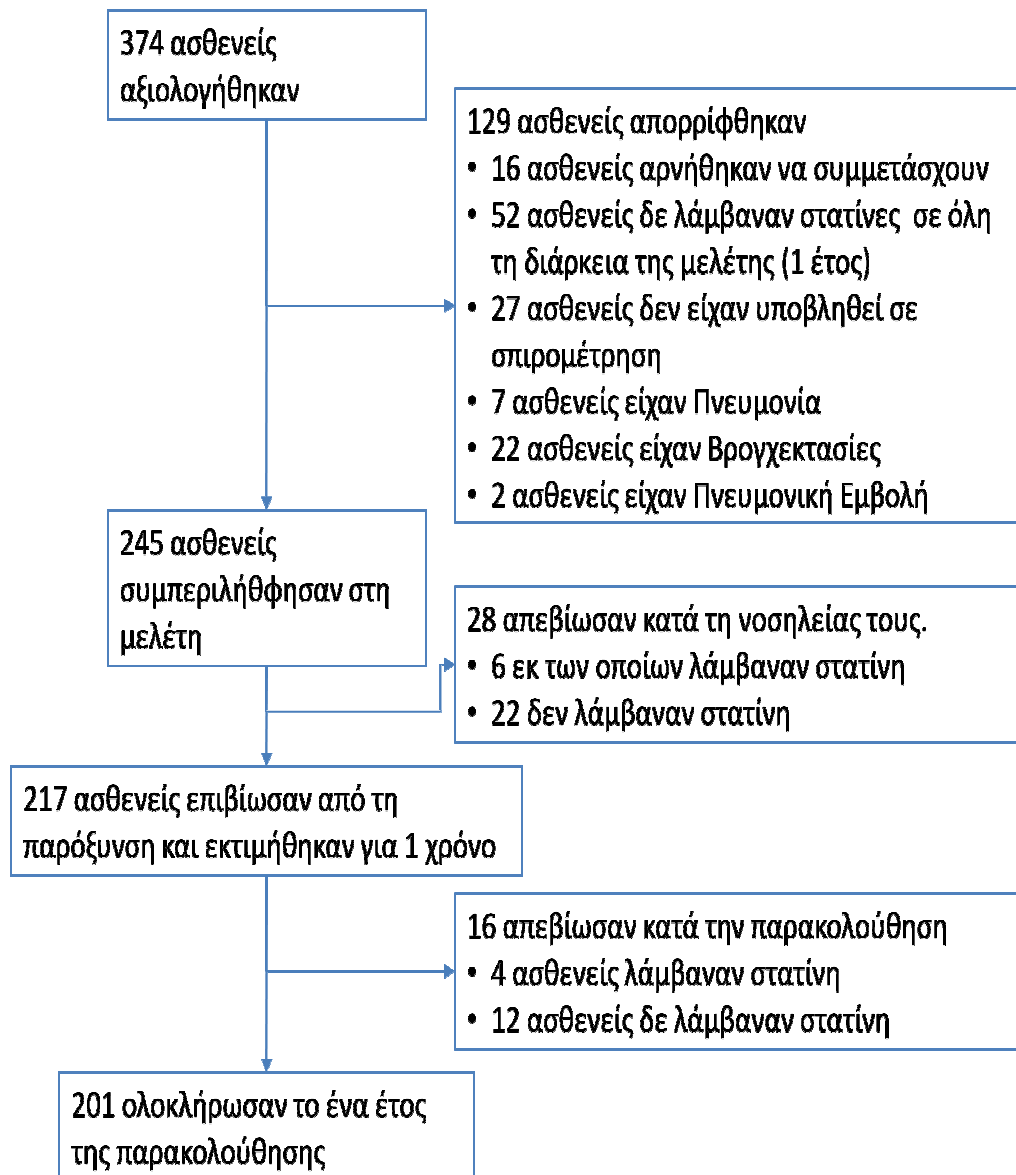 374 ασθενείς
αξιολογήθηκαν
129 ασθενείς απορρίφθηκαν
• 16 ασθενείς αρνήθηκαν να συμμετάσχουν
• 52 ασθενείς δε λάμβαναν στατίνες σε όλη
τη διάρκεια της μελέτης (1 έτος)
• 27 ασθενείς δεν είχαν υποβληθεί σε
σπιρομέτρηση
• 7 ασθενείς είχαν Πνευμονία
• 22 ασθενείς είχαν Βρογχεκτασίες
• 2 ασθενείς είχαν Πνευμονική Εμβολή
245 ασθενείς
συμπεριλήθφησαν στη
μελέτη
28 απεβίωσαν κατά τη νοσηλείας τους.
• 6 εκ των οποίων λάμβαναν στατίνη
• 22 δεν λάμβαναν στατίνη
217 ασθενείς επιβίωσαν από τη
παρόξυνση και εκτιμήθηκαν για 1 χρόνο
16 απεβίωσαν κατά την παρακολούθηση
• 4 ασθενείς λάμβαναν στατίνη
• 12 ασθενείς δε λάμβαναν στατίνη
201 ολοκλήρωσαν το ένα έτος
της παρακολούθησης